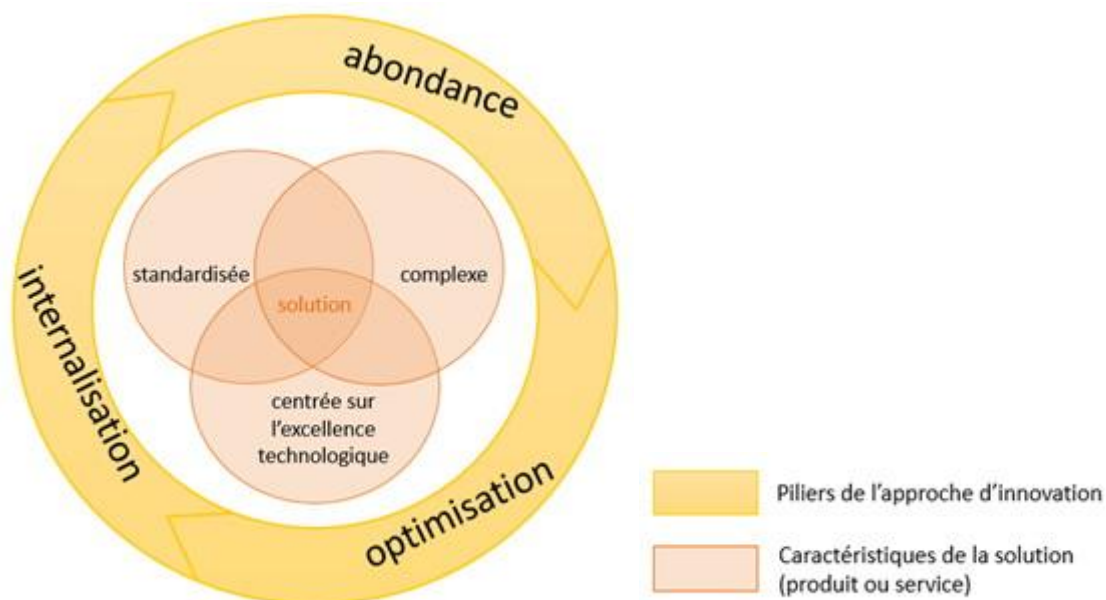 abondance
standardisée
complexe
solution
internalisation
centrée sur
l'excellence
technologique
optimisation
Piliers de l'approche d'innovation
Caractéristiques de la solution
(produit ou service)